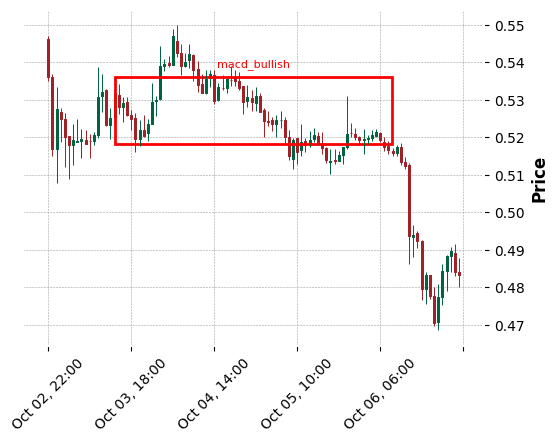 macd_bullish
0.55
0.54
0.53
0.52
0.51
0.50
0.49
0.48
0.47
Price
Oct 02, 22:00
Oct 03, 18:00
Oct 04, 14:00
Oct 05, 10:00
Oct 06, 06:00